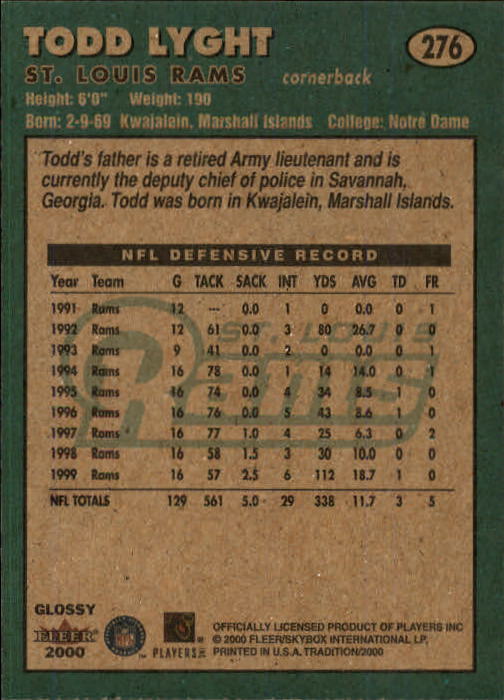 TODD LYGHT 276
ST. LOUIS RAMS cornerback
Height: 6'0" Weight: 190
Born: 2-9-69 Kwajalein, Marshall Islands College: Notre Dame
Todd's father is a retired Army lieutenant and is
currently the deputy chief of police in Savannah,
Georgia. Todd was born in Kwajalein, Marshall Islands.
NFL DEFENSIVE RECORD
Year Team G TACK SACK INT YDS AVG TD FR
1991 Rams 12 --- 0.0 1 0 0.0 0 1
1992 Rams 12 61 0.0 3 80 26.7 0 0
1993 Rams 9 41 0.0 2 0 0.0 0 1
1994 Rams 16 78 0.0 1 14 14.0 0 1
1995 Rams 16 74 0.0 4 34 8.5 1 0
1996 Rams 16 76 0.0 5 43 8.6 1 0
1997 Rams 16 77 1.0 4 25 6.3 0 2
1998 Rams 16 58 1.5 3 30 10.0 0 0
1999 Rams 16 57 2.5 6 112 18.7 1 0
NFL TOTALS 129 561 5.0 29 338 11.7 3 5
ST. LOUIS
Rams
GLOSSY
FLEER
2000
NFL
PLAYERS INC
OFFICIALLY LICENSED PRODUCT OF PLAYERS INC
© 2000 FLEER/SKYBOX INTERNATIONAL LP.
PRINTED IN U.S.A. TRADITION/2000